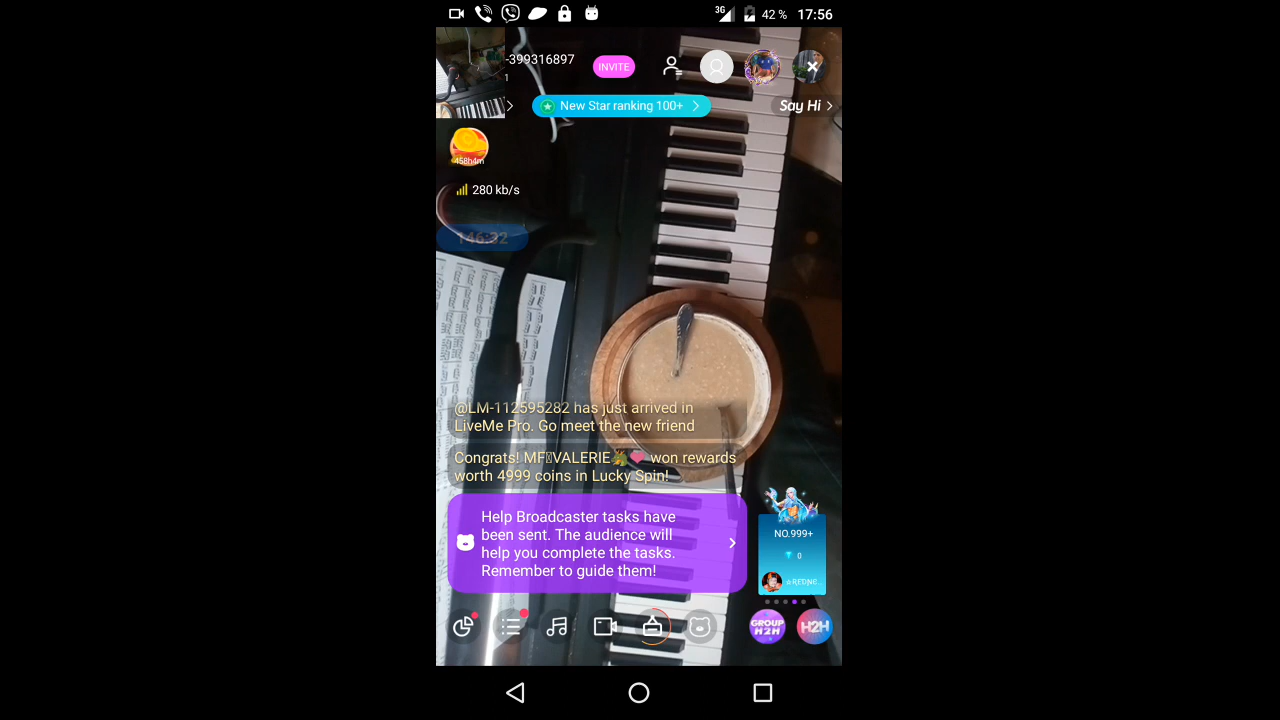 3G 42 % 17:56
-399316897
1
INVITE
New Star ranking 100+
Say Hi
458h4m
280 kb/s
146:32
@LM-112595282 has just arrived in
LiveMe Pro. Go meet the new friend
Congrats! MF VALERIE🍍💗 won rewards
worth 4999 coins in Lucky Spin!
Help Broadcaster tasks have
been sent. The audience will
help you complete the tasks.
Remember to guide them!
NO.999+
0
GROUP
H2H
H2H